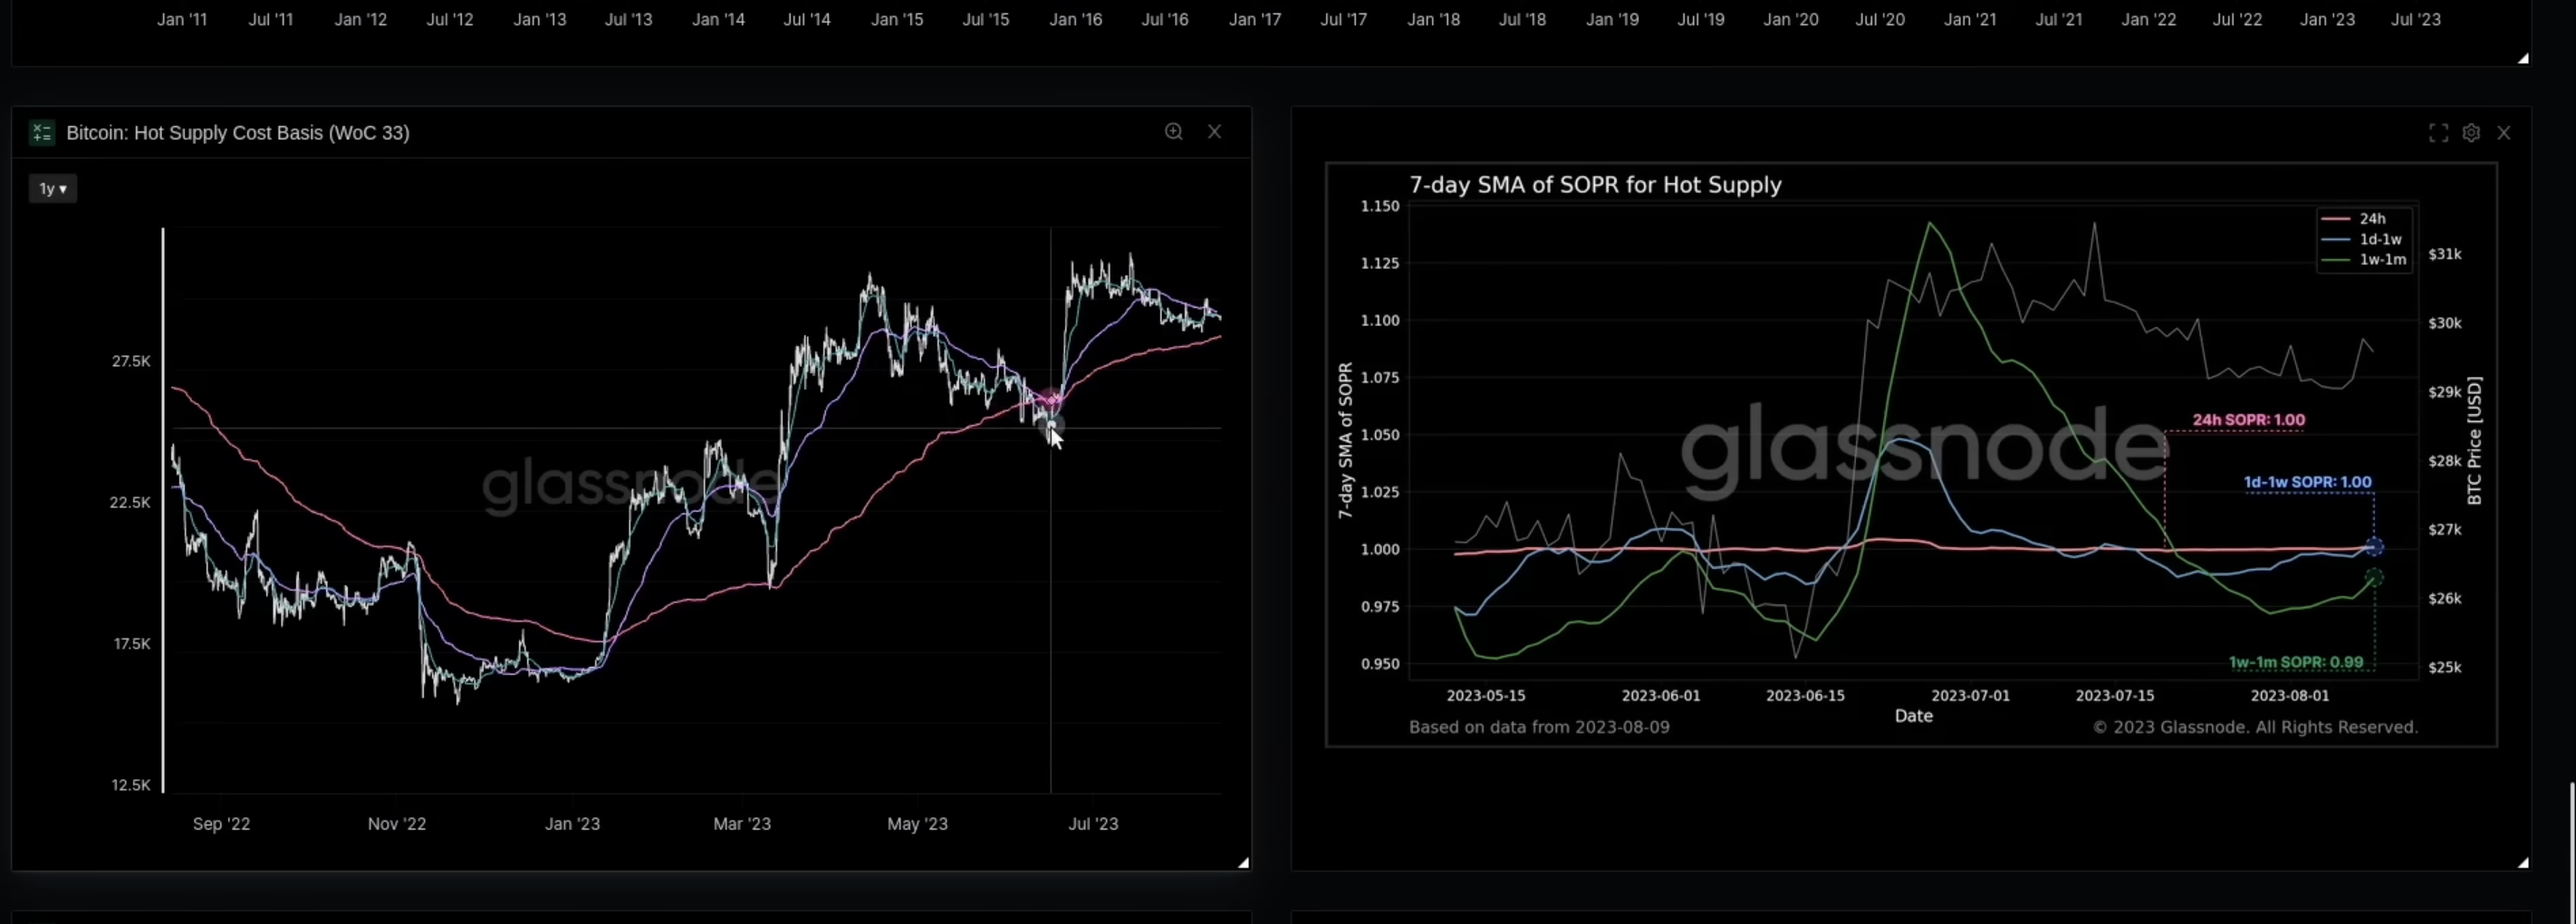 Jan '11 Jul '11 Jan '12 Jul '12 Jan '13 Jul '13 Jan '14 Jul '14 Jan '15 Jul '15 Jan '16 Jul '16 Jan '17 Jul '17 Jan '18 Jul '18 Jan '19 Jul '19 Jan '20 Jul '20 Jan '21 Jul '21 Jan '22 Jul '22 Jan '23 Jul '23
Bitcoin: Hot Supply Cost Basis (WoC 33)
1y ▾
27.5K
22.5K
17.5K
12.5K
glassnode
Sep '22 Nov '22 Jan '23 Mar '23 May '23 Jul '23
7-day SMA of SOPR for Hot Supply
24h
1d-1w
1w-1m
7-day SMA of SOPR
1.150
1.125
1.100
1.075
1.050
1.025
1.000
0.975
0.950
glassnode
24h SOPR: 1.00
1d-1w SOPR: 1.00
1w-1m SOPR: 0.99
$31k
$30k
$29k
$28k
$27k
$26k
$25k
BTC Price [USD]
2023-05-15 2023-06-01 2023-06-15 2023-07-01 2023-07-15 2023-08-01
Date
Based on data from 2023-08-09
© 2023 Glassnode. All Rights Reserved.